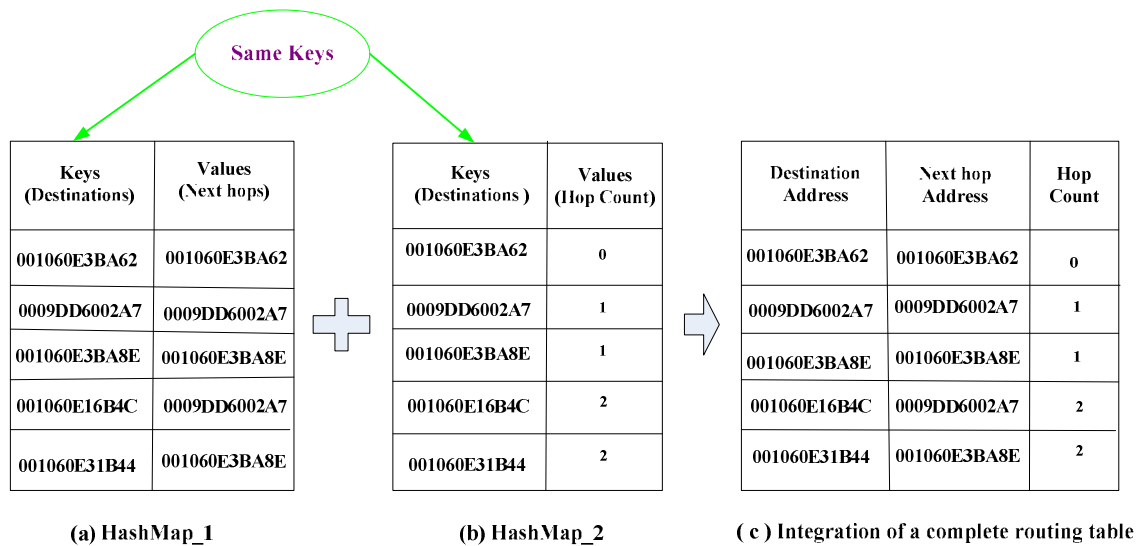 Same Keys
Keys
(Destinations)
Values
(Next hops)
001060E3BA62 001060E3BA62
0009DD6002A7 0009DD6002A7
001060E3BA8E 001060E3BA8E
001060E16B4C 0009DD6002A7
001060E31B44 001060E3BA8E
(a) HashMap_1
Keys
(Destinations )
Values
(Hop Count)
001060E3BA62 0
0009DD6002A7 1
001060E3BA8E 1
001060E16B4C 2
001060E31B44 2
(b) HashMap_2
Destination
Address
Next hop
Address
Hop
Count
001060E3BA62 001060E3BA62 0
0009DD6002A7 0009DD6002A7 1
001060E3BA8E 001060E3BA8E 1
001060E16B4C 0009DD6002A7 2
001060E31B44 001060E3BA8E 2
( c ) Integration of a complete routing table